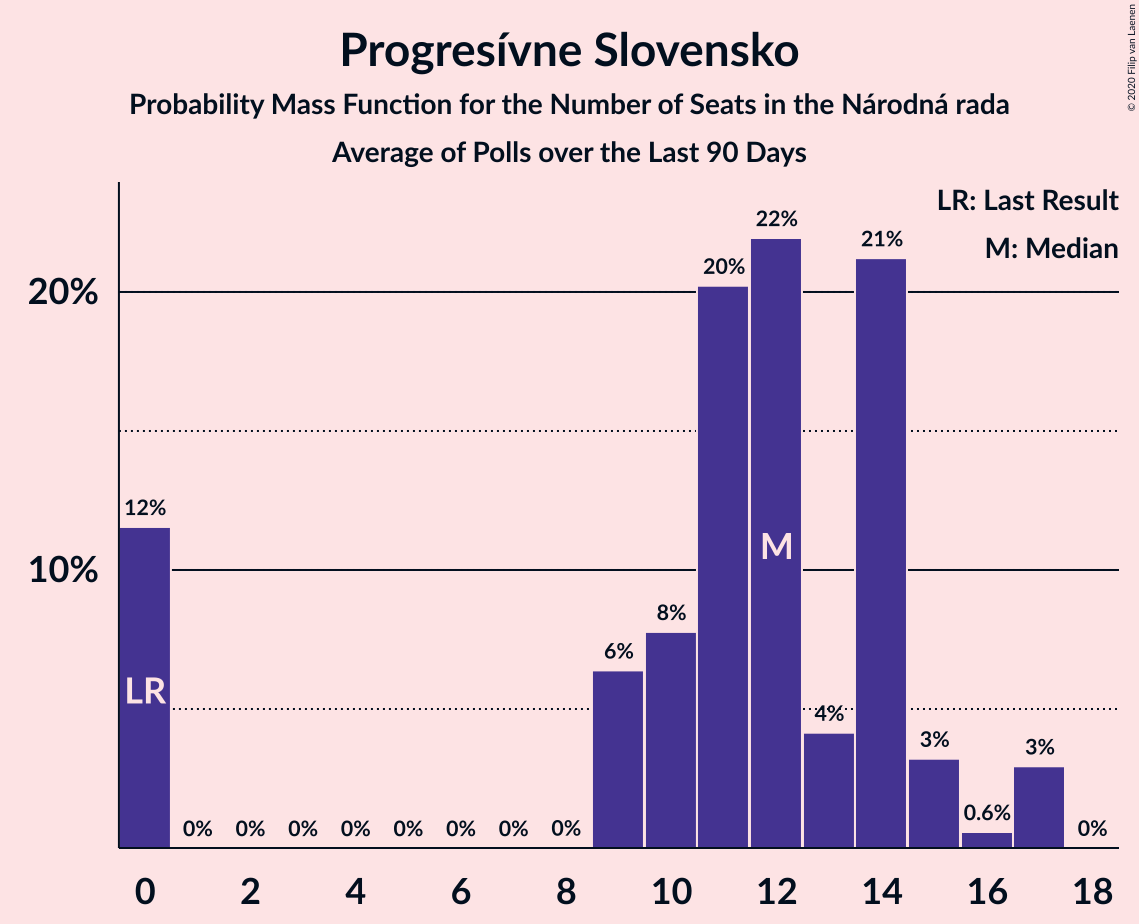 Progresívne Slovensko
Probability Mass Function for the Number of Seats in the Národná rada
Average of Polls over the Last 90 Days
© 2020 Filip van Laenen
LR: Last Result
M: Median
22%
21%
20%
20%
12%
M
10%
8%
6%
LR
4%
3%
3%
0.6%
0% 0% 0% 0% 0% 0% 0% 0% 0%
0 2 4 6 8 10 12 14 16 18